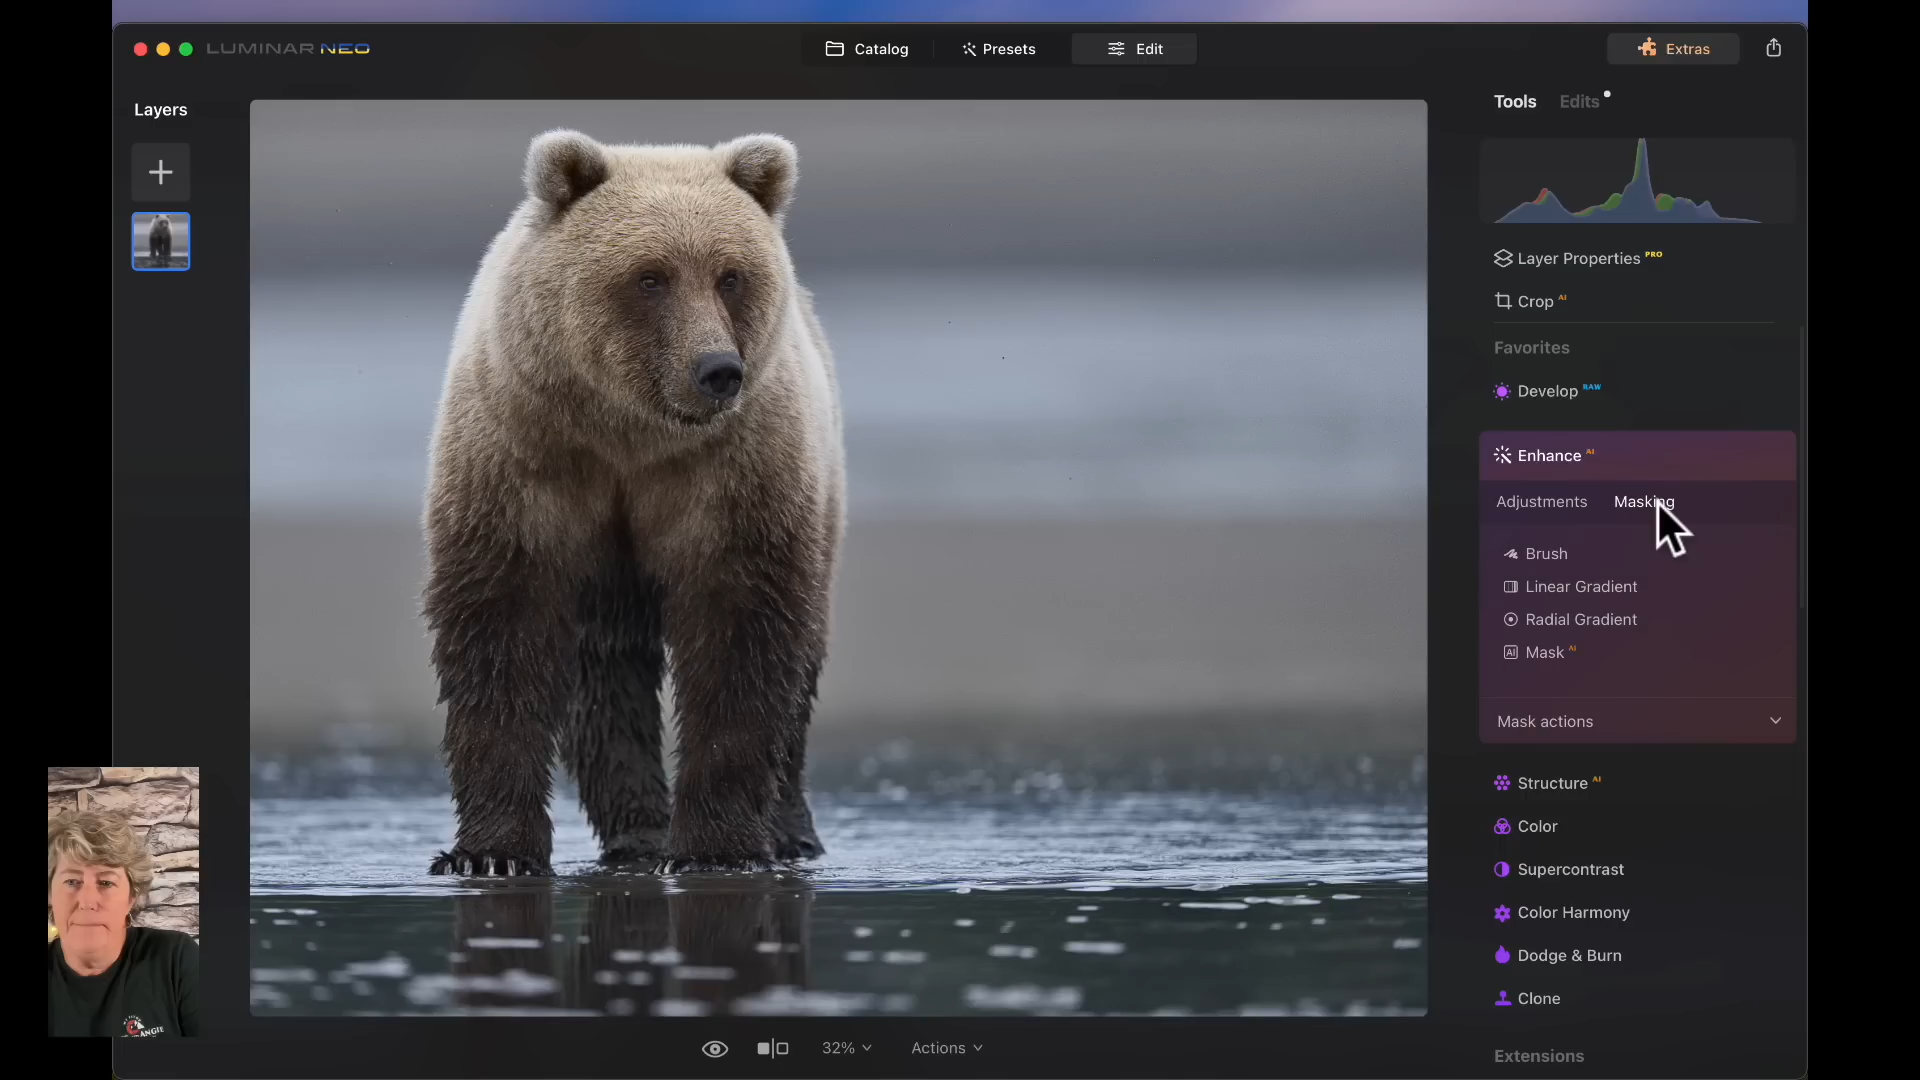 LUMINAR NEO
Catalog
Presets
Edit
Extras
Layers
Tools
Edits
Layer Properties PRO
Crop AI
Favorites
Develop RAW
Enhance AI
Adjustments
Masking
Brush
Linear Gradient
Radial Gradient
AI Mask AI
Mask actions
Structure AI
Color
Supercontrast
Color Harmony
Dodge & Burn
Clone
Extensions
32%
Actions
ANGIE